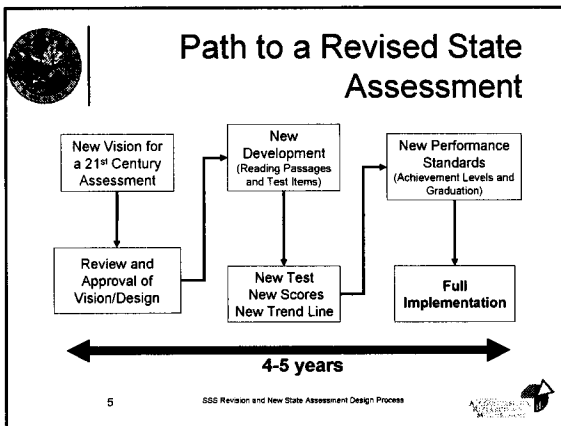 Path to a Revised State
Assessment
New Vision for
a 21st Century
Assessment
Review and
Approval of
Vision/Design
New
Development
(Reading Passages
and Test Items)
New Test
New Scores
New Trend Line
New Performance
Standards
(Achievement Levels and
Graduation)
Full
Implementation
4-5 years
5
SSS Revision and New State Assessment Design Process